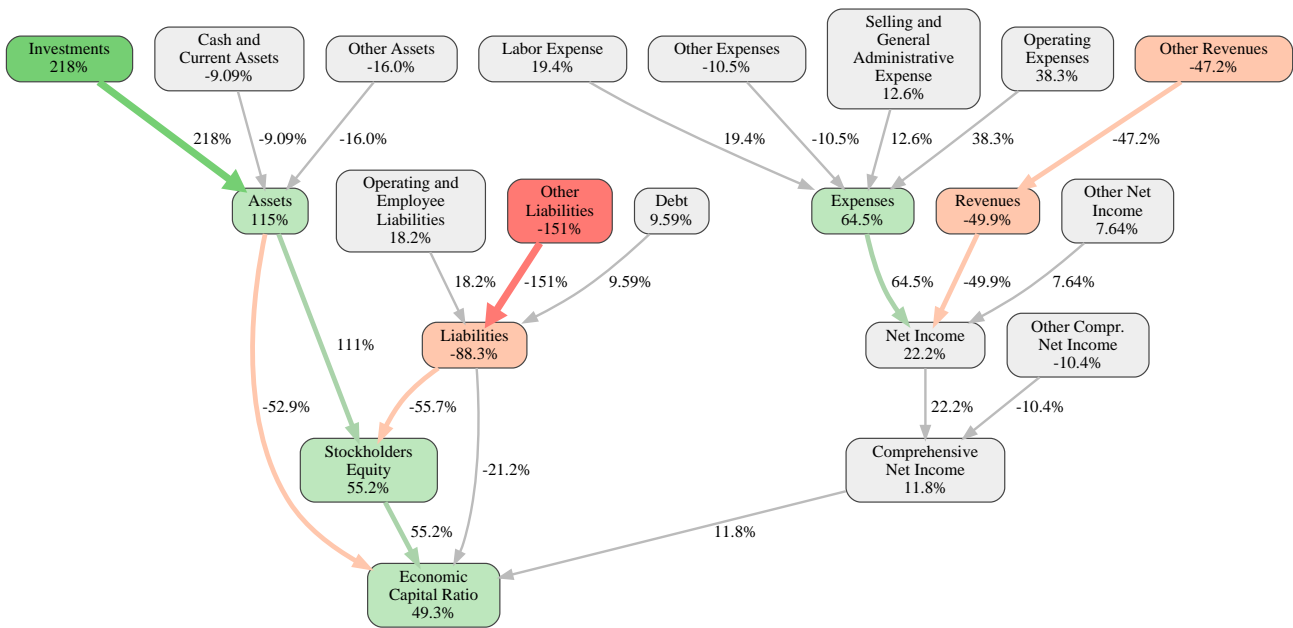 Investments
218%
Cash and
Current Assets
-9.09%
Other Assets
-16.0%
Labor Expense
19.4%
Other Expenses
-10.5%
Selling and
General
Administrative
Expense
12.6%
Operating
Expenses
38.3%
Other Revenues
-47.2%
218%
-9.09%
-16.0%
19.4%
-10.5%
12.6%
38.3%
-47.2%
Assets
115%
Operating and
Employee
Liabilities
18.2%
Other
Liabilities
-151%
Debt
9.59%
Expenses
64.5%
Revenues
-49.9%
Other Net
Income
7.64%
18.2%
-151%
9.59%
64.5%
-49.9%
7.64%
111%
Liabilities
-88.3%
Net Income
22.2%
Other Compr.
Net Income
-10.4%
-52.9%
-55.7%
22.2%
-10.4%
Stockholders
Equity
55.2%
-21.2%
Comprehensive
Net Income
11.8%
55.2%
11.8%
Economic
Capital Ratio
49.3%